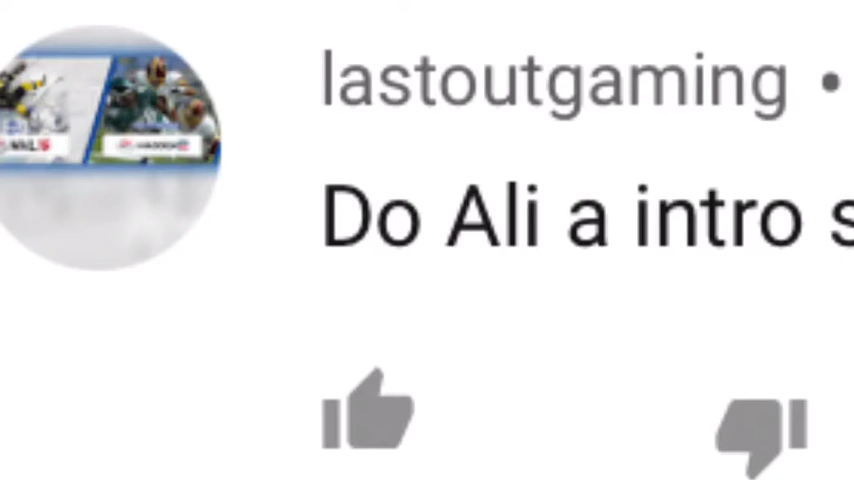 lastoutgaming •
Do Ali a intro s